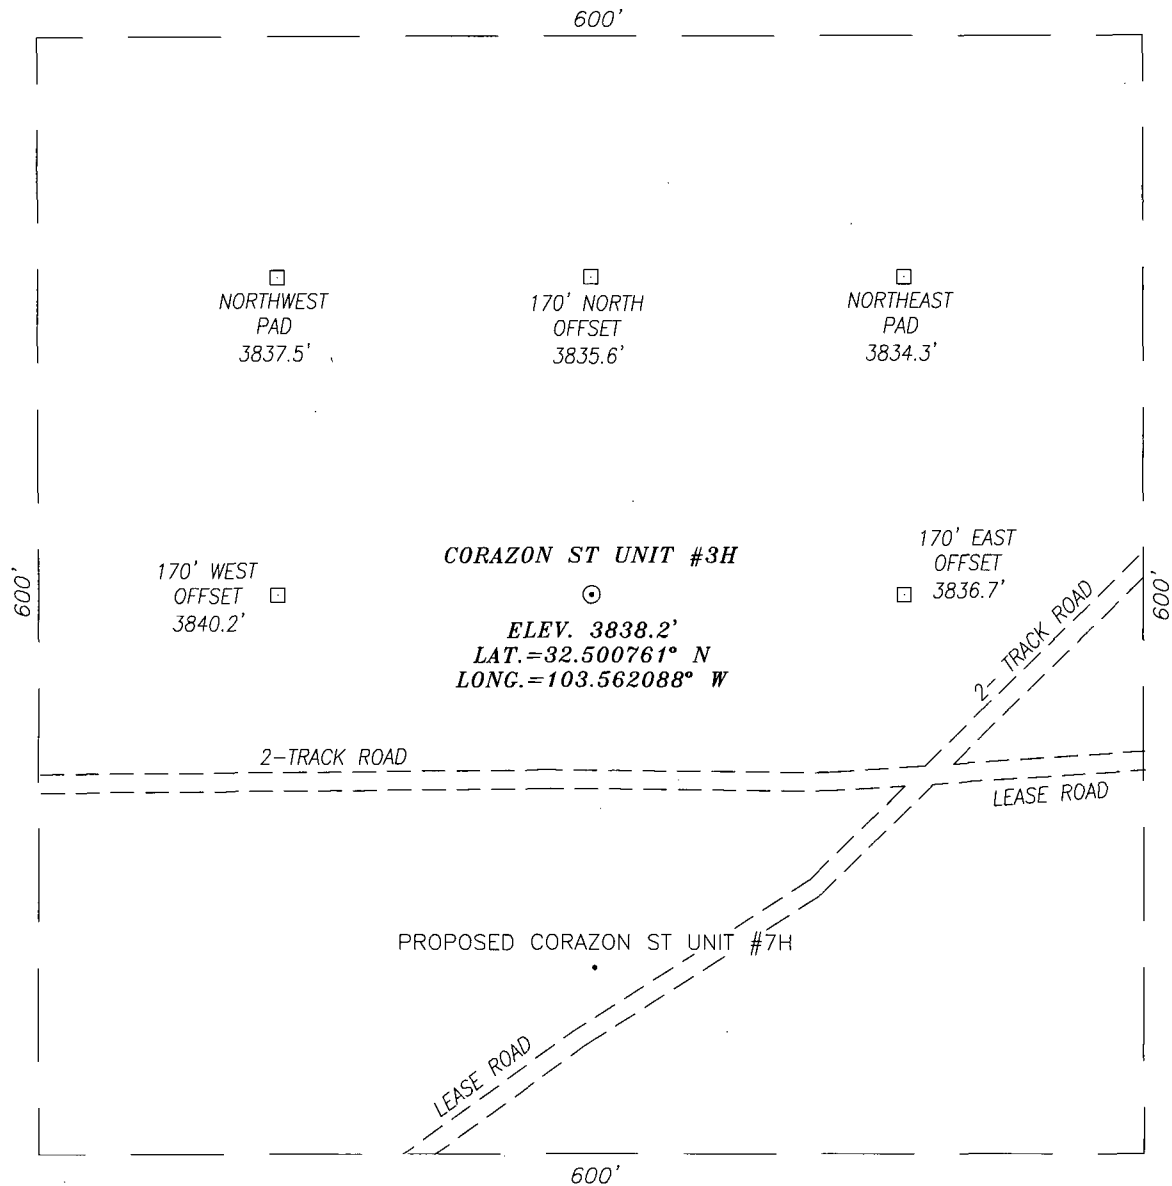 600'
NORTHWEST
PAD
3837.5'
170' NORTH
OFFSET
3835.6'
NORTHEAST
PAD
3834.3'
600'
170' WEST
OFFSET
3840.2'
CORAZON ST UNIT #3H
ELEV. 3838.2'
LAT.=32.500761° N
LONG.=103.562088° W
170' EAST
OFFSET
3836.7'
600'
2- TRACK ROAD
2-TRACK ROAD
LEASE ROAD
PROPOSED CORAZON ST UNIT #7H
LEASE ROAD
600'